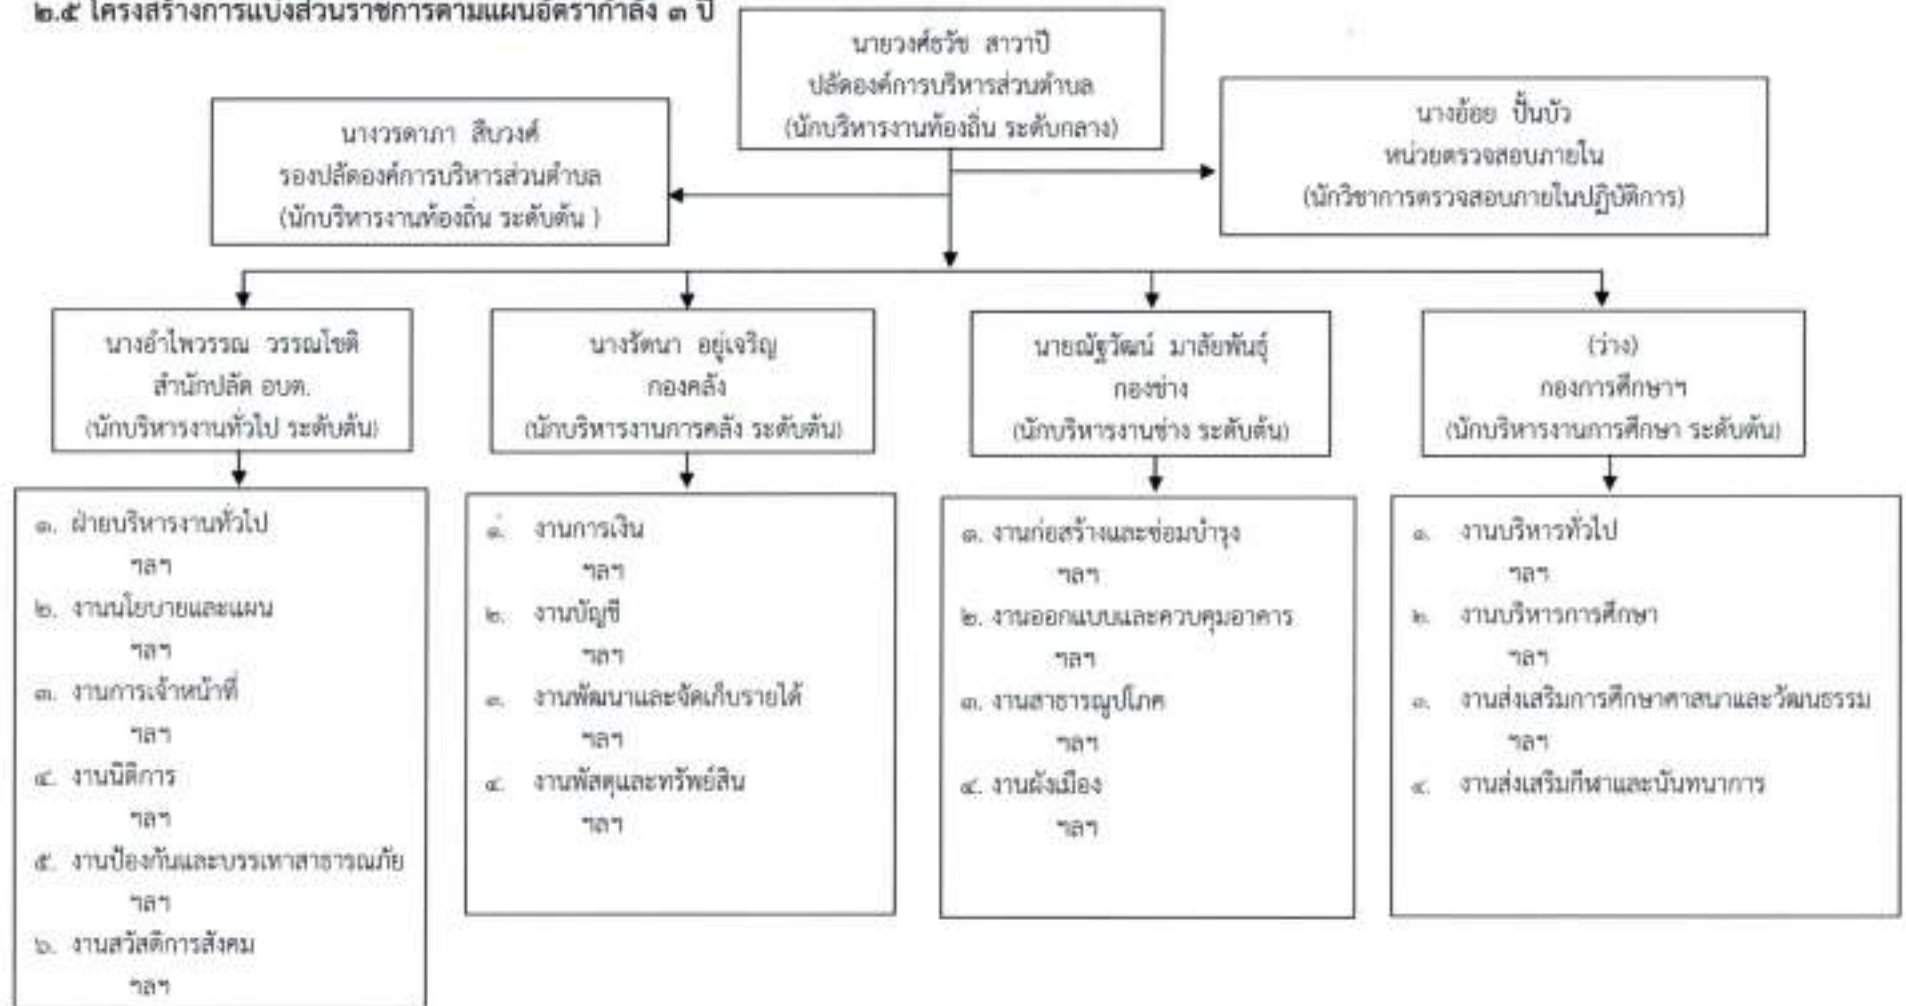 ๒.๕ โครงสร้างการแบ่งส่วนราชการตามแผนอัตรากำลัง ๓ ปี
นายวงศ์ธวัช สาวาปี
ปลัดองค์การบริหารส่วนตำบล
(นักบริหารงานท้องถิ่น ระดับกลาง)
นางวรดาภา สืบวงศ์
รองปลัดองค์การบริหารส่วนตำบล
(นักบริหารงานท้องถิ่น ระดับต้น )
นางอ้อย ปั้นบัว
หน่วยตรวจสอบภายใน
(นักวิชาการตรวจสอบภายในปฏิบัติการ)
นางอำไพวรรณ วรรณโชติ
สำนักปลัด อบต.
(นักบริหารงานทั่วไป ระดับต้น)
นางรัตนา อยู่เจริญ
กองคลัง
(นักบริหารงานการคลัง ระดับต้น)
นายณัฐวัฒน์ มาลัยพันธุ์
กองช่าง
(นักบริหารงานช่าง ระดับต้น)
(ว่าง)
กองการศึกษาฯ
(นักบริหารงานการศึกษา ระดับต้น)
๑. ฝ่ายบริหารงานทั่วไป
ฯลฯ
๒. งานนโยบายและแผน
ฯลฯ
๓. งานการเจ้าหน้าที่
ฯลฯ
๔. งานนิติการ
ฯลฯ
๕. งานป้องกันและบรรเทาสาธารณภัย
ฯลฯ
๖. งานสวัสดิการสังคม
ฯลฯ
๑. งานการเงิน
ฯลฯ
๒. งานบัญชี
ฯลฯ
๓. งานพัฒนาและจัดเก็บรายได้
ฯลฯ
๔. งานพัสดุและทรัพย์สิน
ฯลฯ
๑. งานก่อสร้างและซ่อมบำรุง
ฯลฯ
๒. งานออกแบบและควบคุมอาคาร
ฯลฯ
๓. งานสาธารณูปโภค
ฯลฯ
๔. งานผังเมือง
ฯลฯ
๑. งานบริหารทั่วไป
ฯลฯ
๒. งานบริหารการศึกษา
ฯลฯ
๓. งานส่งเสริมการศึกษาศาสนาและวัฒนธรรม
ฯลฯ
๔. งานส่งเสริมกีฬาและนันทนาการ